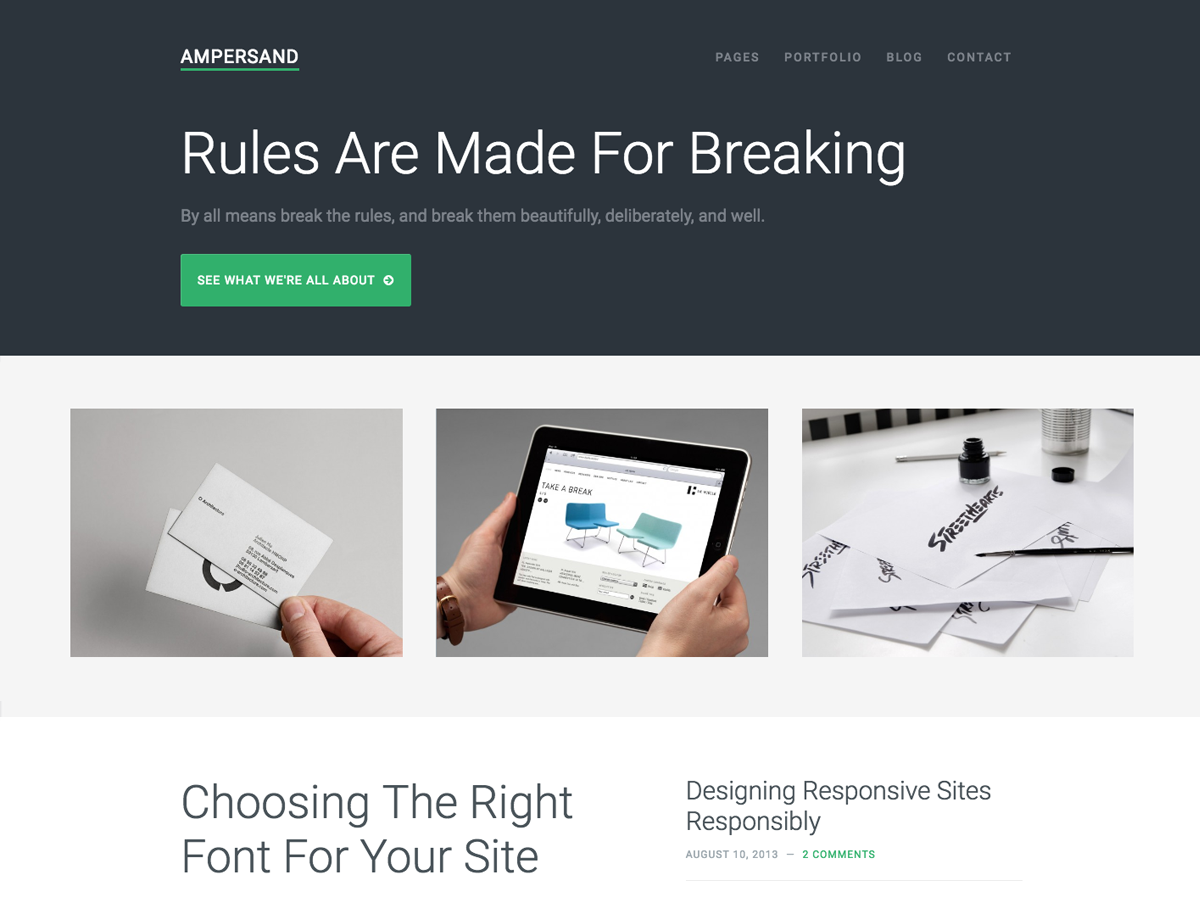 AMPERSAND
PAGES PORTFOLIO BLOG CONTACT
Rules Are Made For Breaking
By all means break the rules, and break them beautifully, deliberately, and well.
SEE WHAT WE'RE ALL ABOUT
TAKE A BREAK
STREETHEARTS
Choosing The Right
Font For Your Site
Designing Responsive Sites
Responsibly
AUGUST 10, 2013 — 2 COMMENTS